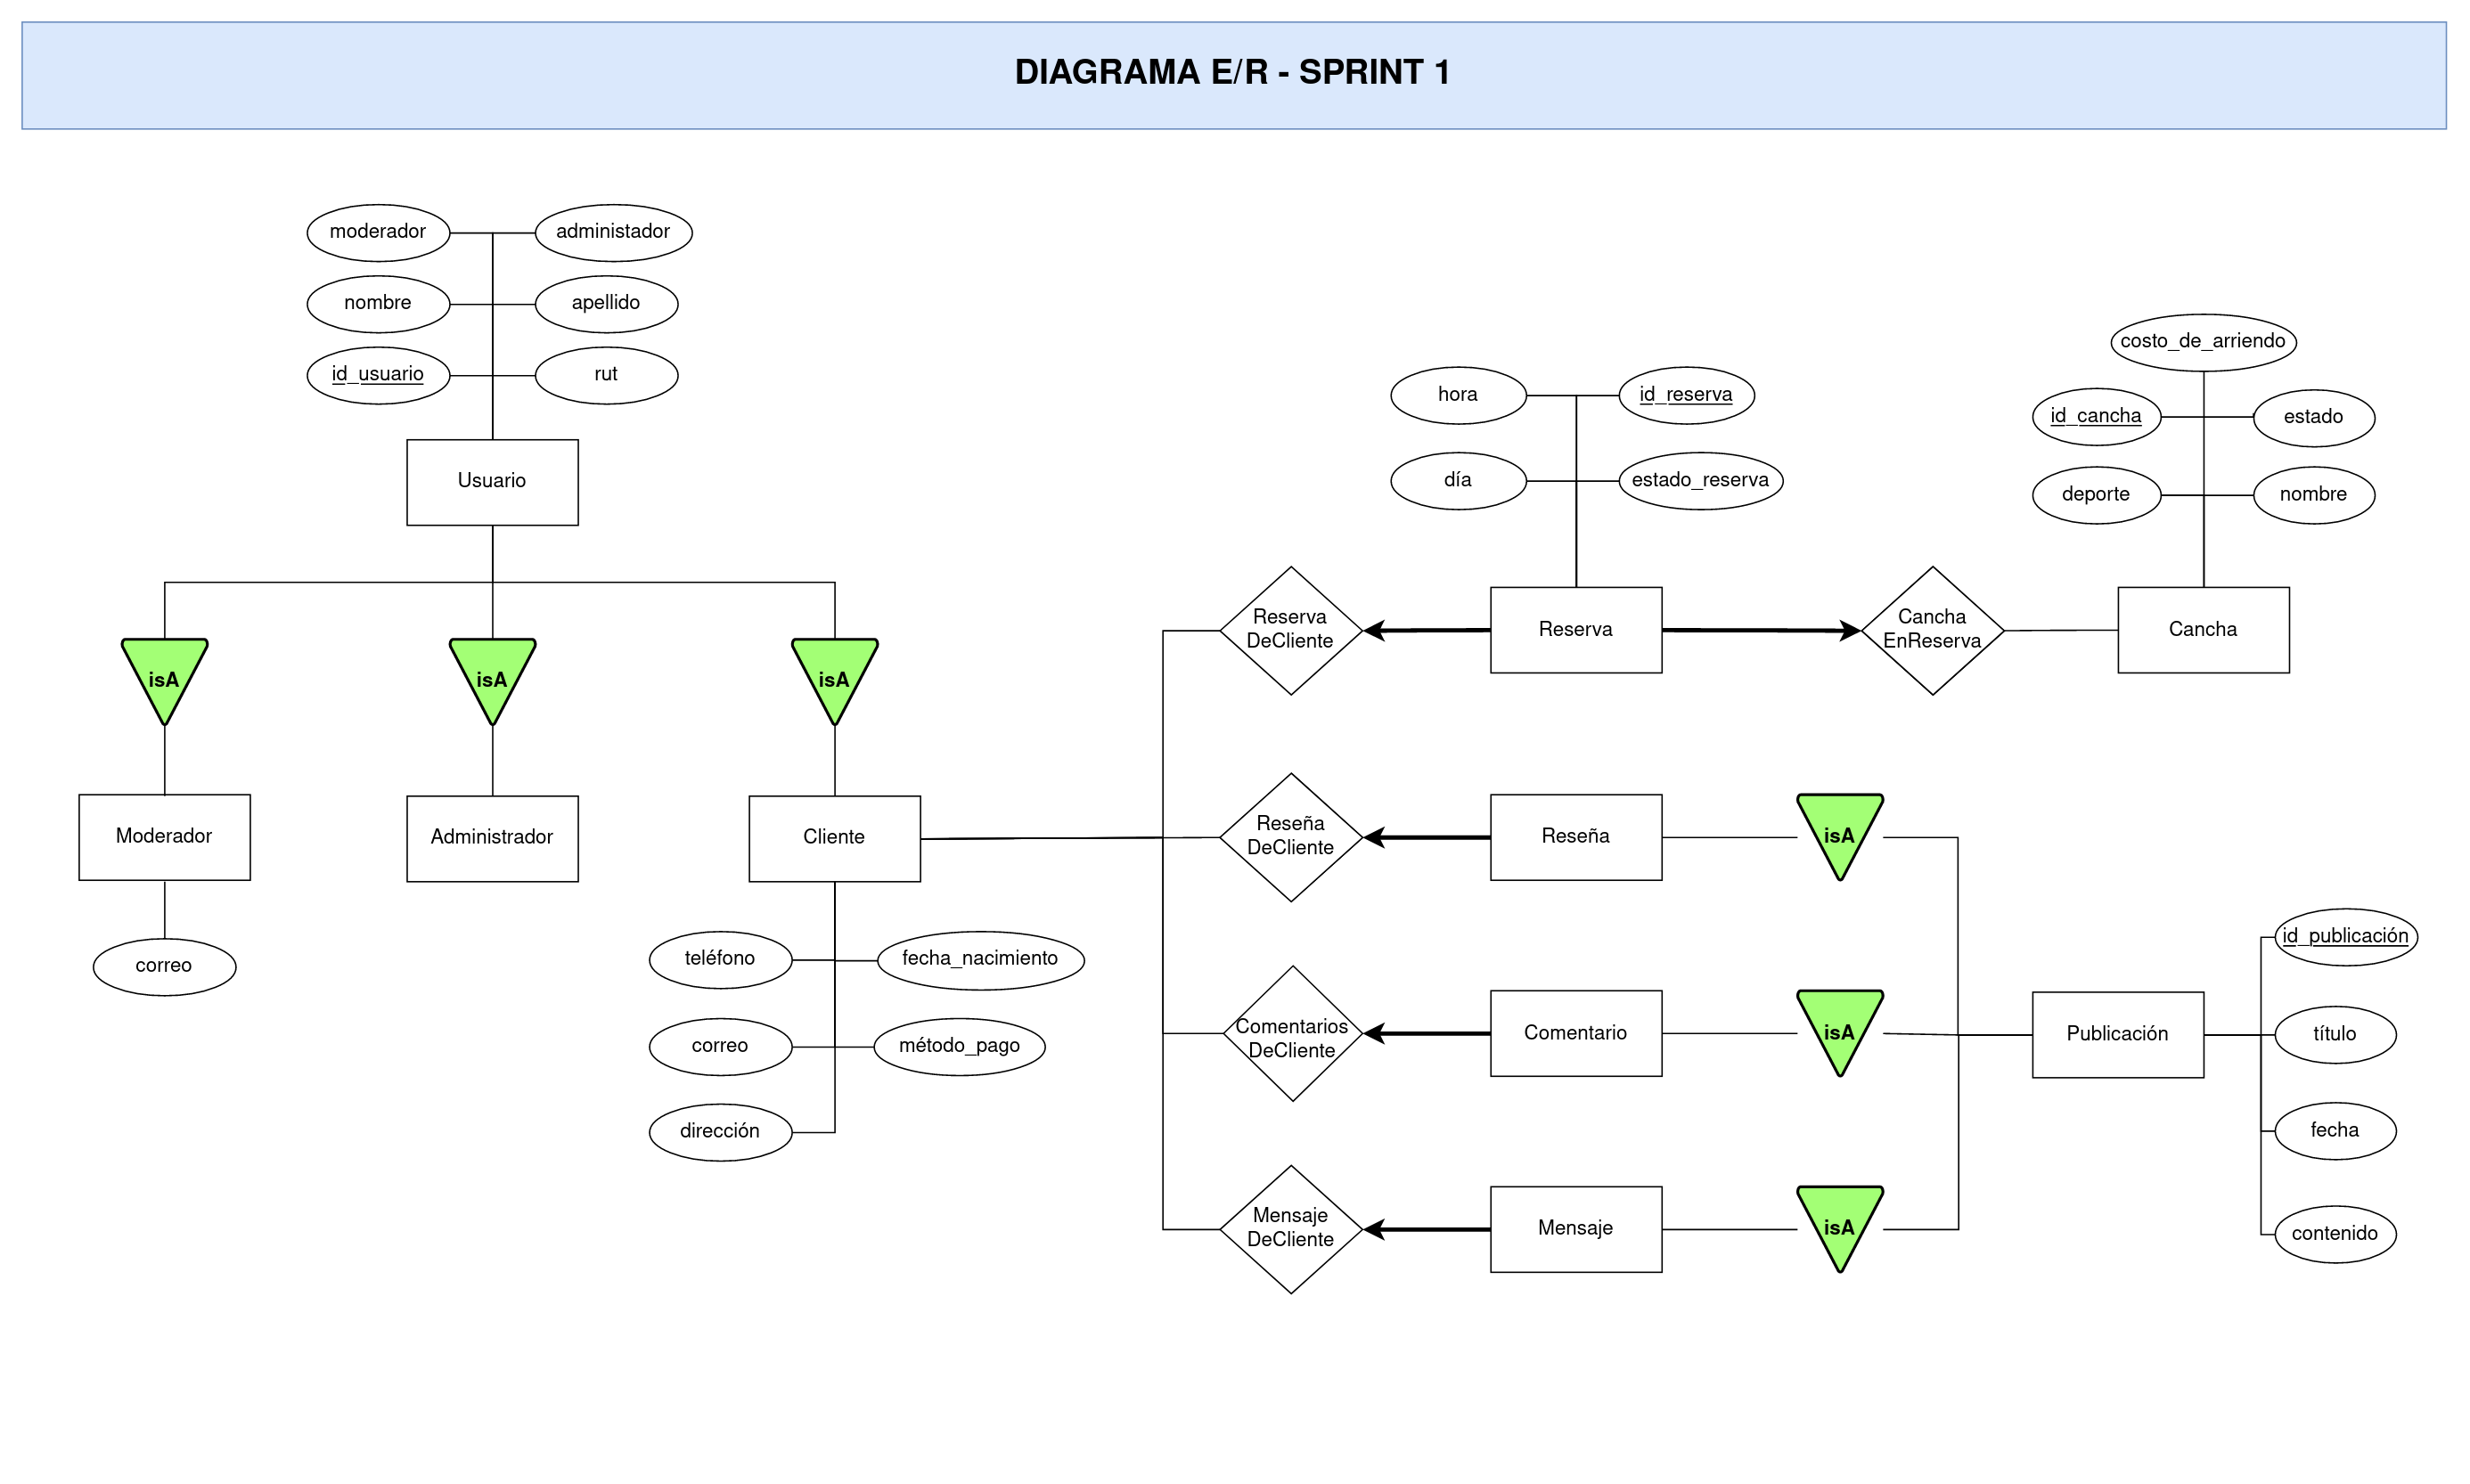 DIAGRAMA E/R - SPRINT 1
moderador
administador
nombre
apellido
id_usuario
rut
Usuario
isA
isA
isA
Moderador
Administrador
Cliente
correo
teléfono
fecha_nacimiento
correo
método_pago
dirección
hora
id_reserva
día
estado_reserva
costo_de_arriendo
id_cancha
estado
deporte
nombre
Reserva
DeCliente
Reserva
Cancha
EnReserva
Cancha
Reseña
DeCliente
Reseña
isA
Comentarios
DeCliente
Comentario
isA
Mensaje
DeCliente
Mensaje
isA
Publicación
id_publicación
título
fecha
contenido